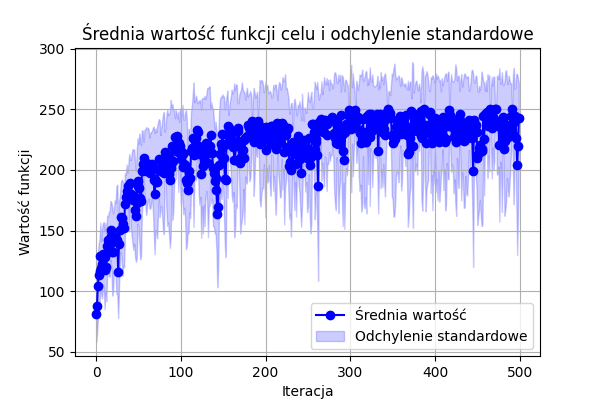 Średnia wartość funkcji celu i odchylenie standardowe
300
250
200
150
100
50
Wartość funkcji
0
100
200
300
400
500
Iteracja
Średnia wartość
Odchylenie standardowe